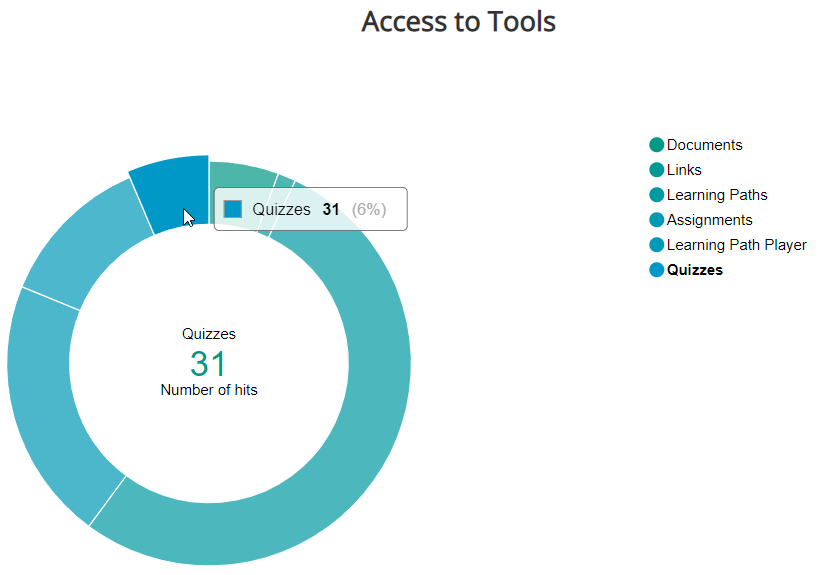 Access to Tools
Documents
Links
Learning Paths
Assignments
Learning Path Player
Quizzes
Quizzes 31 (6%)
Quizzes
31
Number of hits